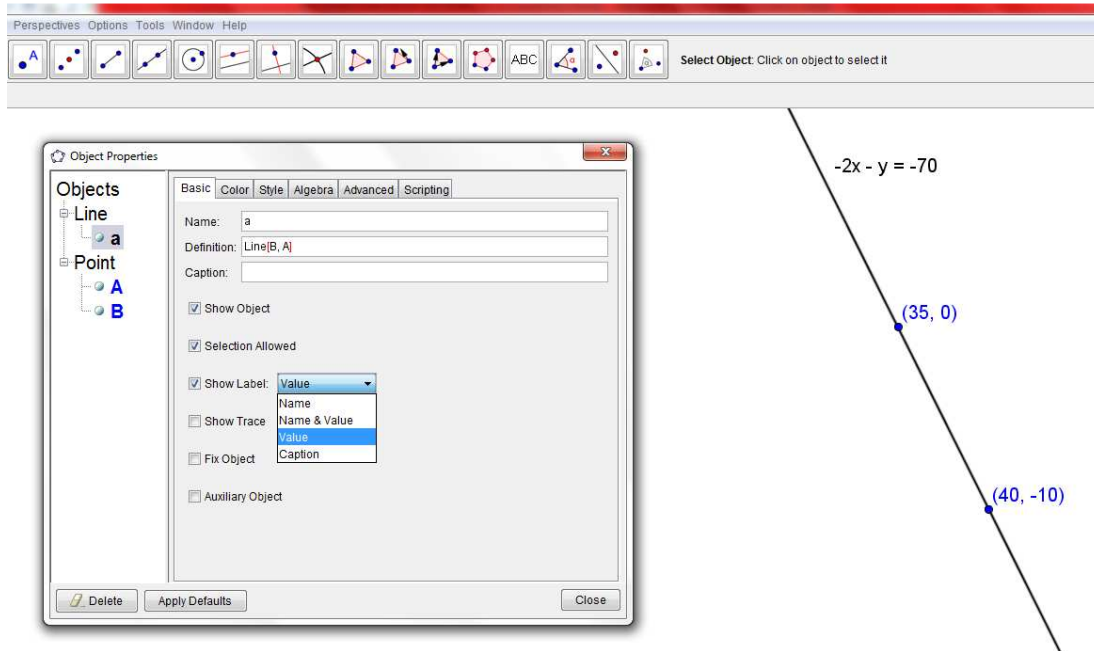 Perspectives Options Tools Window Help
A
ABC
Select Object: Click on object to select it
Object Properties
Objects
Line
a
Point
A
B
Basic Color Style Algebra Advanced Scripting
Name: a
Definition: Line[B, A]
Caption:
Show Object
Selection Allowed
Show Label: Value
Name
Name & Value
Value
Caption
Show Trace
Fix Object
Auxiliary Object
Delete Apply Defaults Close
-2x - y = -70
(35, 0)
(40, -10)